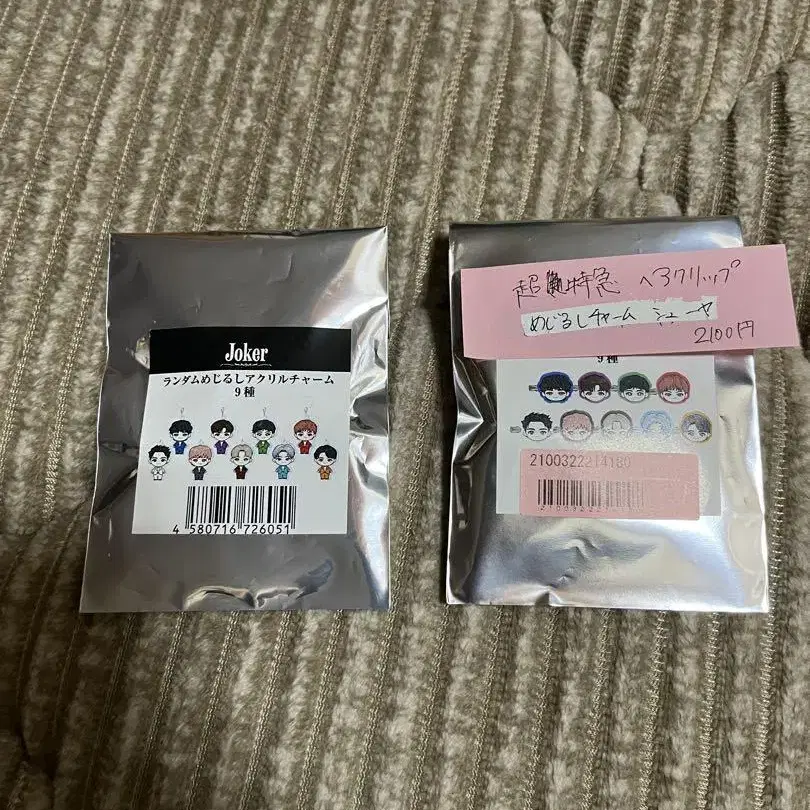 Joker
ランダムめじるしアクリルチャーム
9種
4 580716 726051
超特急 ヘアクリップ
めじるしチャーム シューヤ
2100円
9種
2100322214180